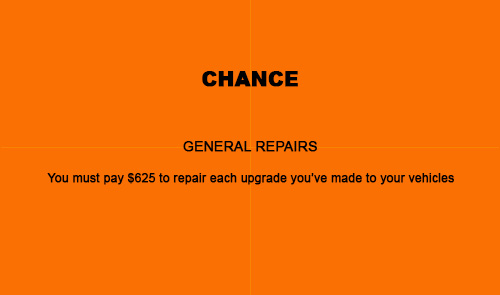 CHANCE
GENERAL REPAIRS
You must pay $625 to repair each upgrade you've made to your vehicles